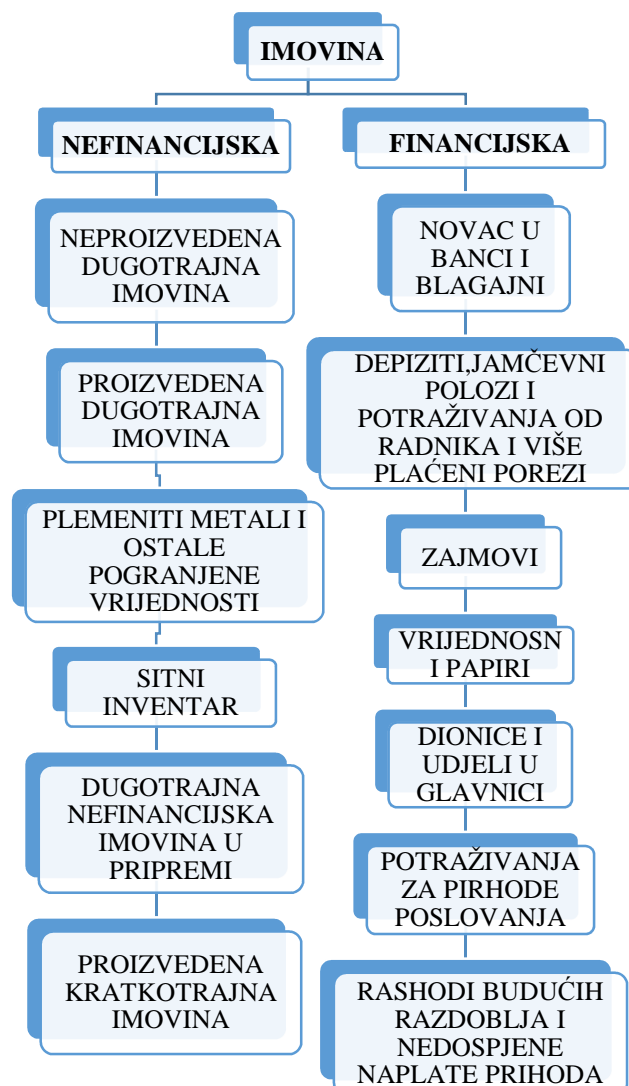 IMOVINA
NEFINANCIJSKA
NEPROIZVEDENA
DUGOTRAJNA
IMOVINA
PROIZVEDENA
DUGOTRAJNA
IMOVINA
PLEMENITI METALI I
OSTALE
POGRANJENE
VRIJEDNOSTI
SITNI
INVENTAR
DUGOTRAJNA
NEFINANCIJSKA
IMOVINA U
PRIPREMI
PROIZVEDENA
KRATKOTRAJNA
IMOVINA
FINANCIJSKA
NOVAC U
BANCI I
BLAGAJNI
DEPIZITI,JAMČEVNI
POLOZI I
POTRAŽIVANJA OD
RADNIKA I VIŠE
PLAĆENI POREZI
ZAJMOVI
VRIJEDNOSN
I PAPIRI
DIONICE I
UDJELI U
GLAVNICI
POTRAŽIVANJA
ZA PIRHODE
POSLOVANJA
RASHODI BUDUĆIH
RAZDOBLJA I
NEDOSPJENE
NAPLATE PRIHODA